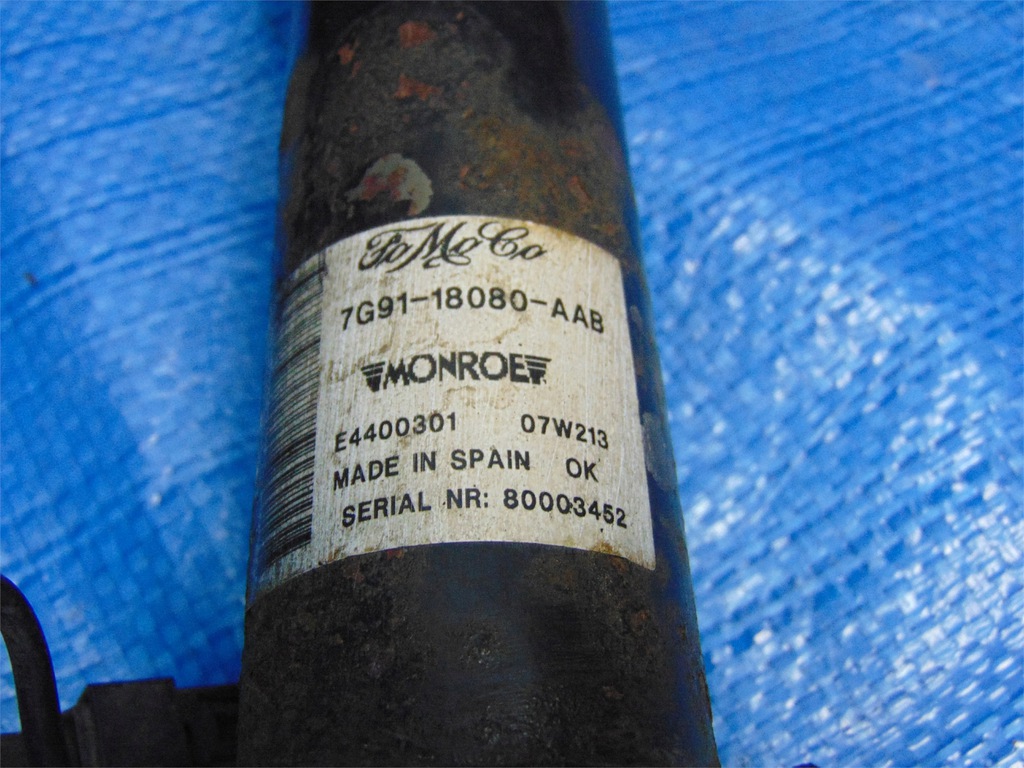 FoMoCo
7G91-18080-AAB
MONROE
E4400301 07W213
MADE IN SPAIN OK
SERIAL NR: 80003452